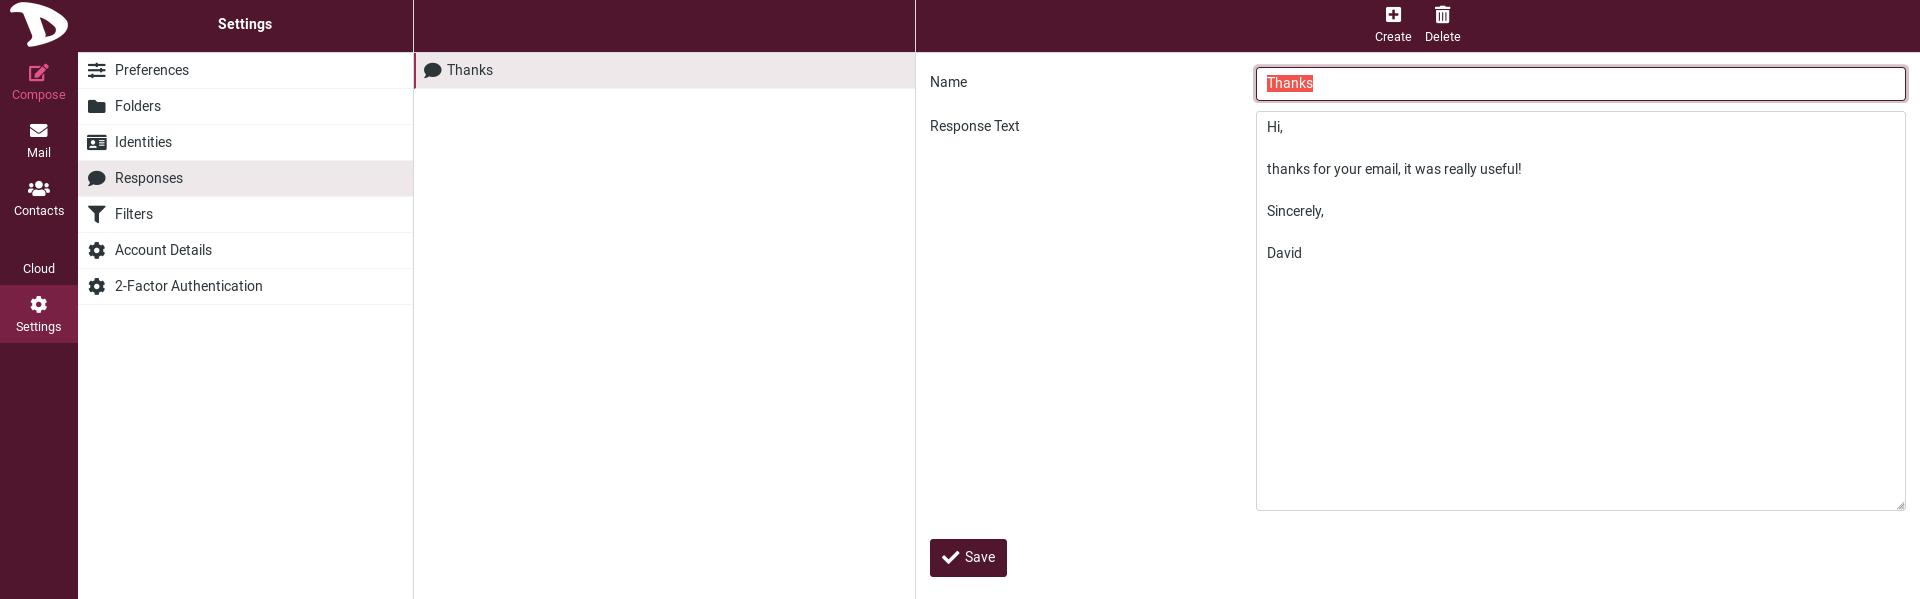 Settings
Create
Delete
Compose
Mail
Contacts
Cloud
Settings
Preferences
Folders
Identities
Responses
Filters
Account Details
2-Factor Authentication
Thanks
Name
Thanks
Response Text
Hi,
thanks for your email, it was really useful!
Sincerely,
David
Save